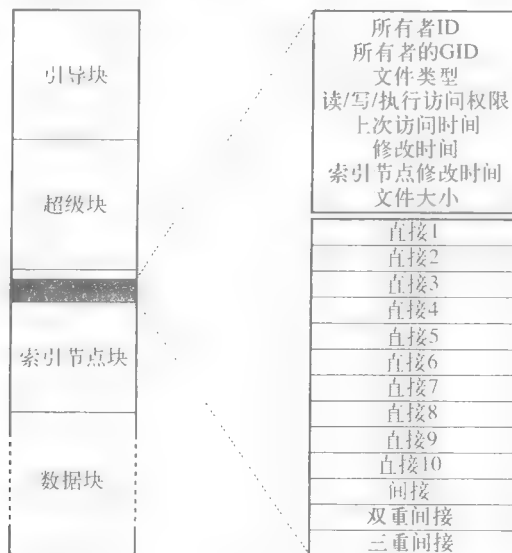 引导块
超级块
索引节点块
数据块
所有者ID
所有者的GID
文件类型
读/写/执行访问权限
上次访问时间
修改时间
索引节点修改时间
文件大小
直接1
直接2
直接3
直接4
直接5
直接6
直接7
直接8
直接9
直接10
间接
双重间接
三重间接